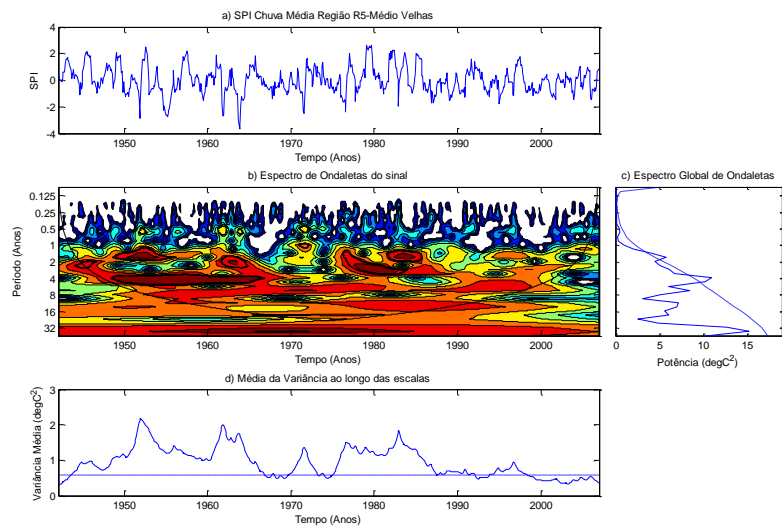 a) SPI Chuva Média Região R5-Médio Velhas
4
2
0
-2
-4
SPI
1950 1960 1970 1980 1990 2000
Tempo (Anos)
b) Espectro de Ondaletas do sinal
0.125
0.25
0.5
1
2
4
8
16
32
Período (Anos)
1950 1960 1970 1980 1990 2000
Tempo (Anos)
c) Espectro Global de Ondaletas
0 5 10 15
Potência (degC²)
d) Média da Variância ao longo das escalas
3
2
1
0
Variância Média (degC²)
1950 1960 1970 1980 1990 2000
Tempo (Anos)